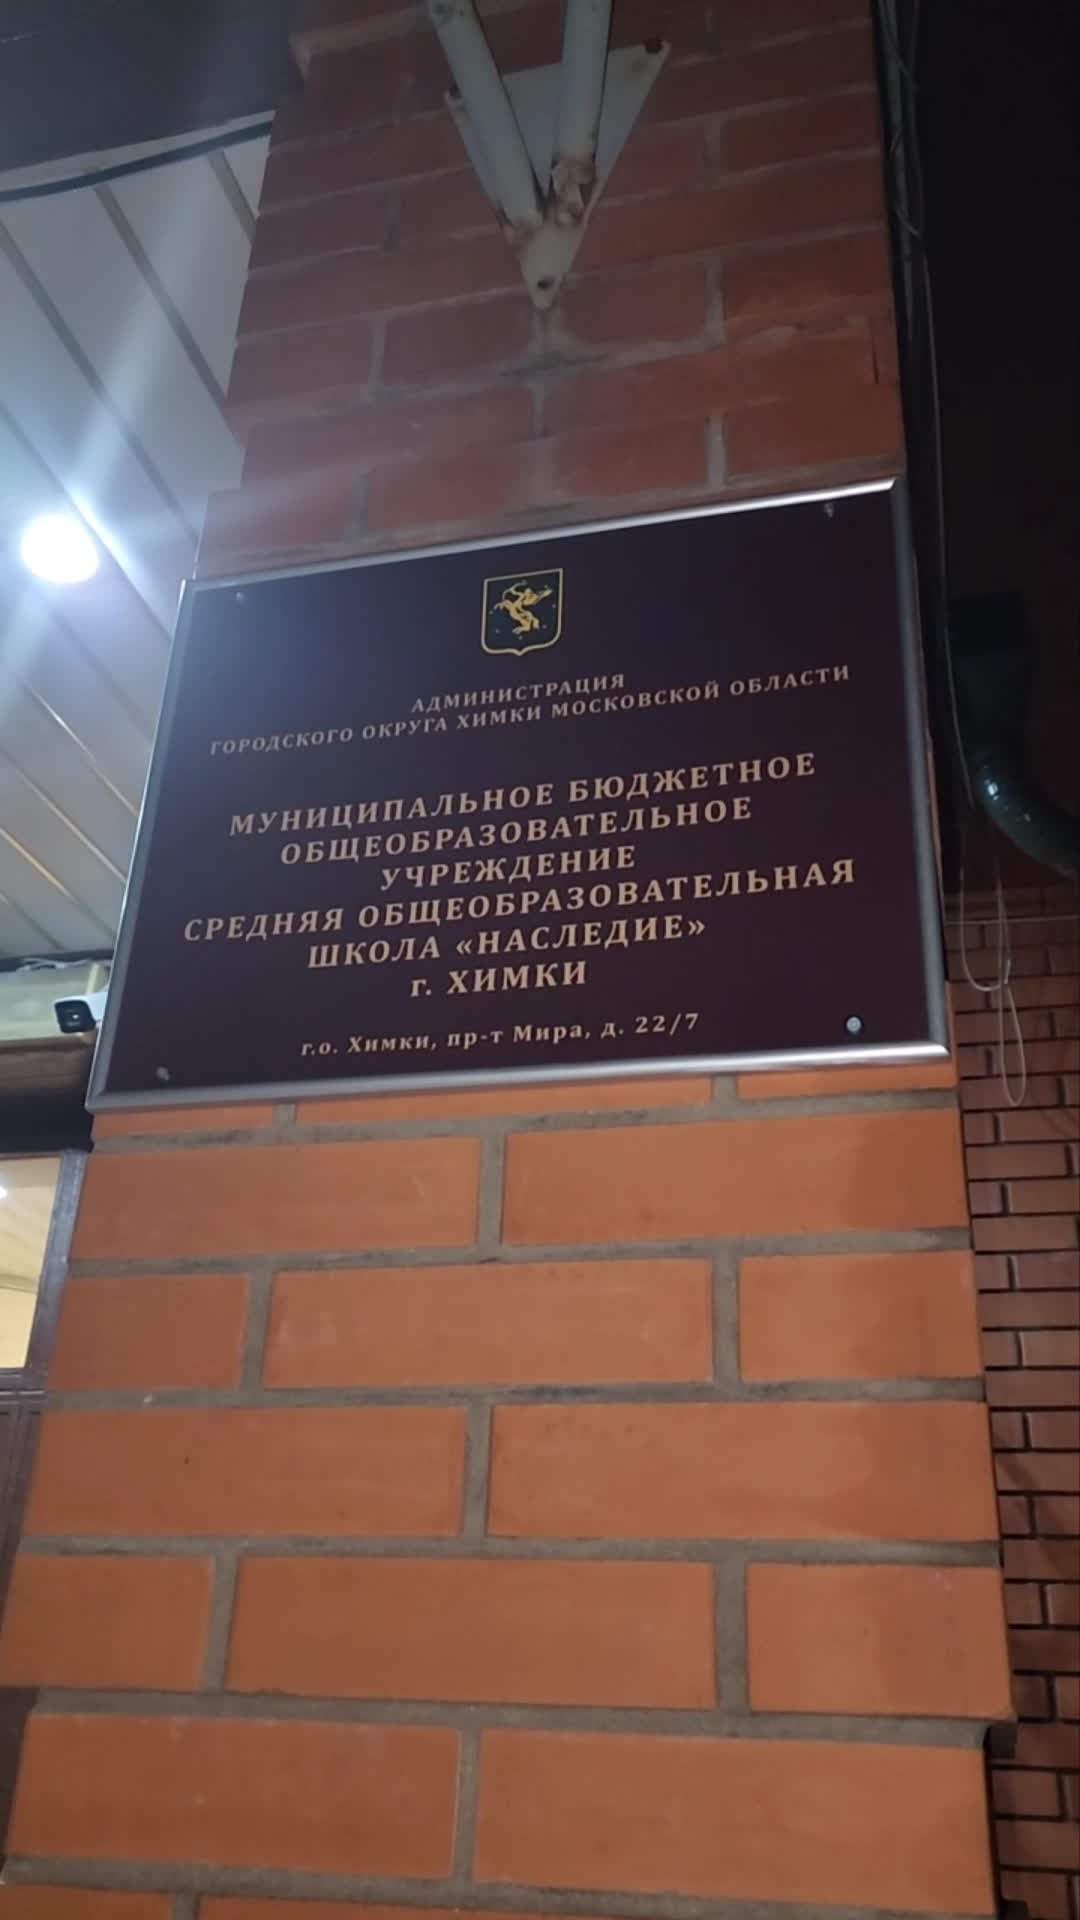 АДМИНИСТРАЦИЯ
ГОРОДСКОГО ОКРУГА ХИМКИ МОСКОВСКОЙ ОБЛАСТИ
МУНИЦИПАЛЬНОЕ БЮДЖЕТНОЕ
ОБЩЕОБРАЗОВАТЕЛЬНОЕ
УЧРЕЖДЕНИЕ
СРЕДНЯЯ ОБЩЕОБРАЗОВАТЕЛЬНАЯ
ШКОЛА «НАСЛЕДИЕ»
г. ХИМКИ
г.о. Химки, пр-т Мира, д. 22/7